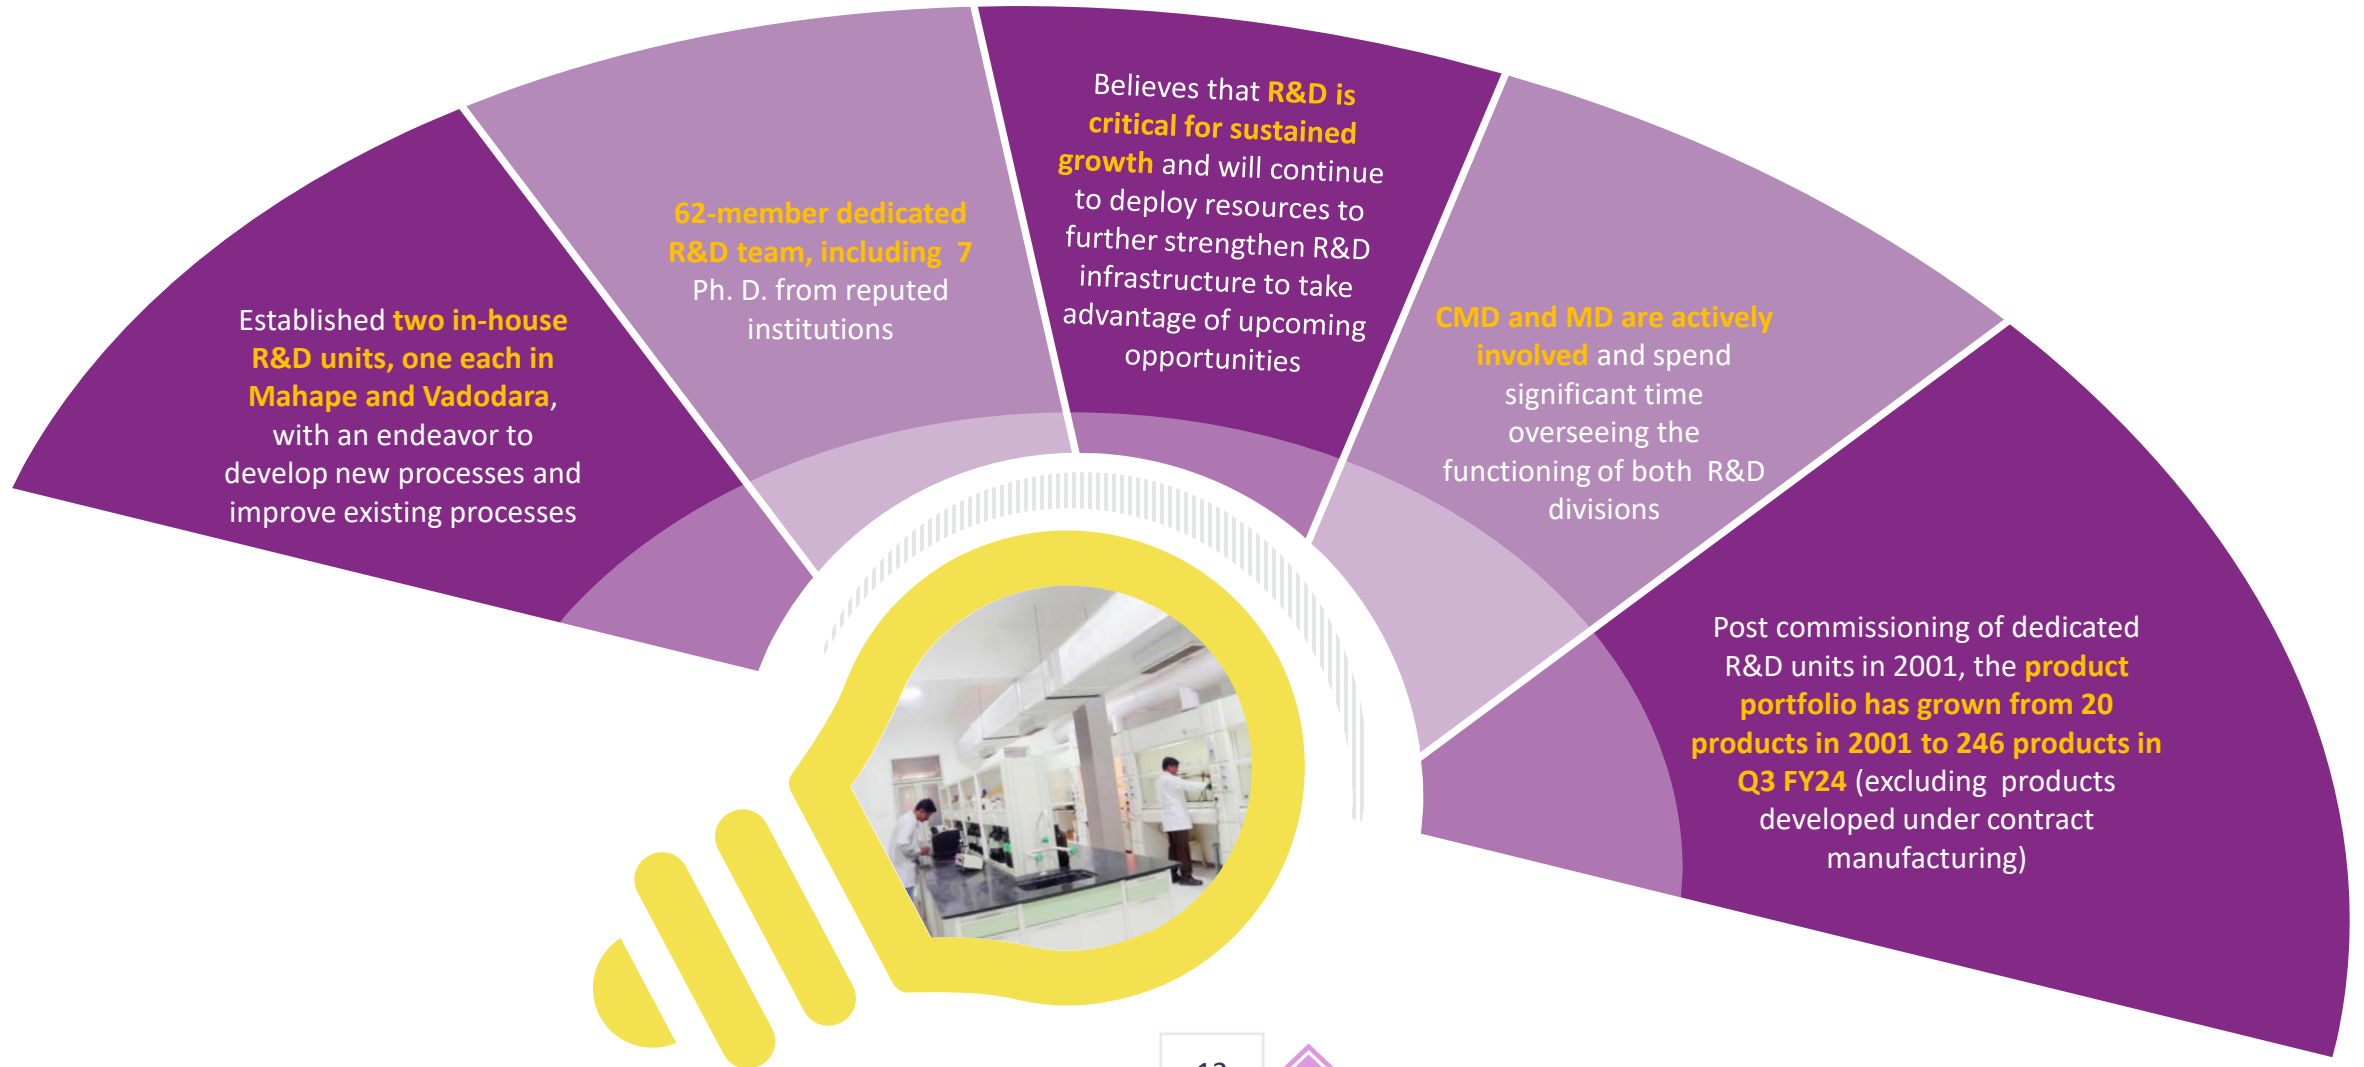 Established two in-house
R&D units, one each in
Mahape and Vadodara,
with an endeavor to
develop new processes and
improve existing processes
62-member dedicated
R&D team, including 7
Ph. D. from reputed
institutions
Believes that R&D is
critical for sustained
growth and will continue
to deploy resources to
further strengthen R&D
infrastructure to take
advantage of upcoming
opportunities
CMD and MD are actively
involved and spend
significant time
overseeing the
functioning of both R&D
divisions
Post commissioning of dedicated
R&D units in 2001, the product
portfolio has grown from 20
products in 2001 to 246 products in
Q3 FY24 (excluding products
developed under contract
manufacturing)